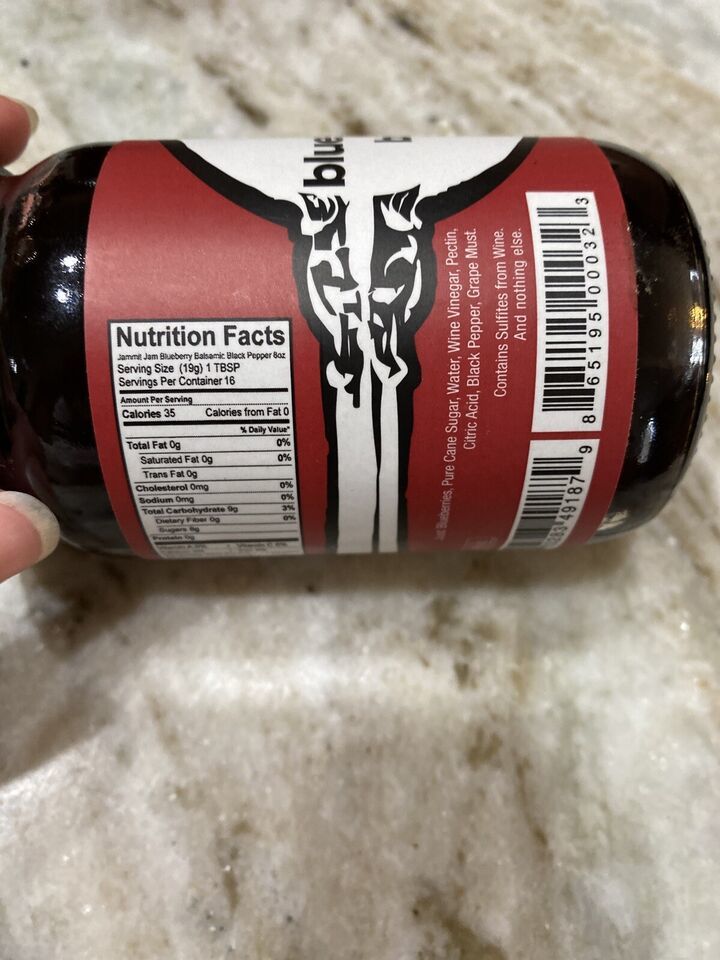 blue
Nutrition Facts
Jammit Jam Blueberry Balsamic Black Pepper 8oz
Serving Size (19g) 1 TBSP
Servings Per Container 16
Amount Per Serving
Calories 35 Calories from Fat 0
% Daily Value*
Total Fat 0g 0%
Saturated Fat 0g 0%
Trans Fat 0g
Cholesterol 0mg 0%
Sodium 0mg 0%
Total Carbohydrate 9g 3%
Dietary Fiber 0g 0%
Sugars 8g
Protein 0g
Just Blueberries, Pure Cane Sugar, Water, Wine Vinegar, Pectin,
Citric Acid, Black Pepper, Grape Must.
Contains Sulfites from Wine.
And nothing else.
8 65195 00032 3
49187 9